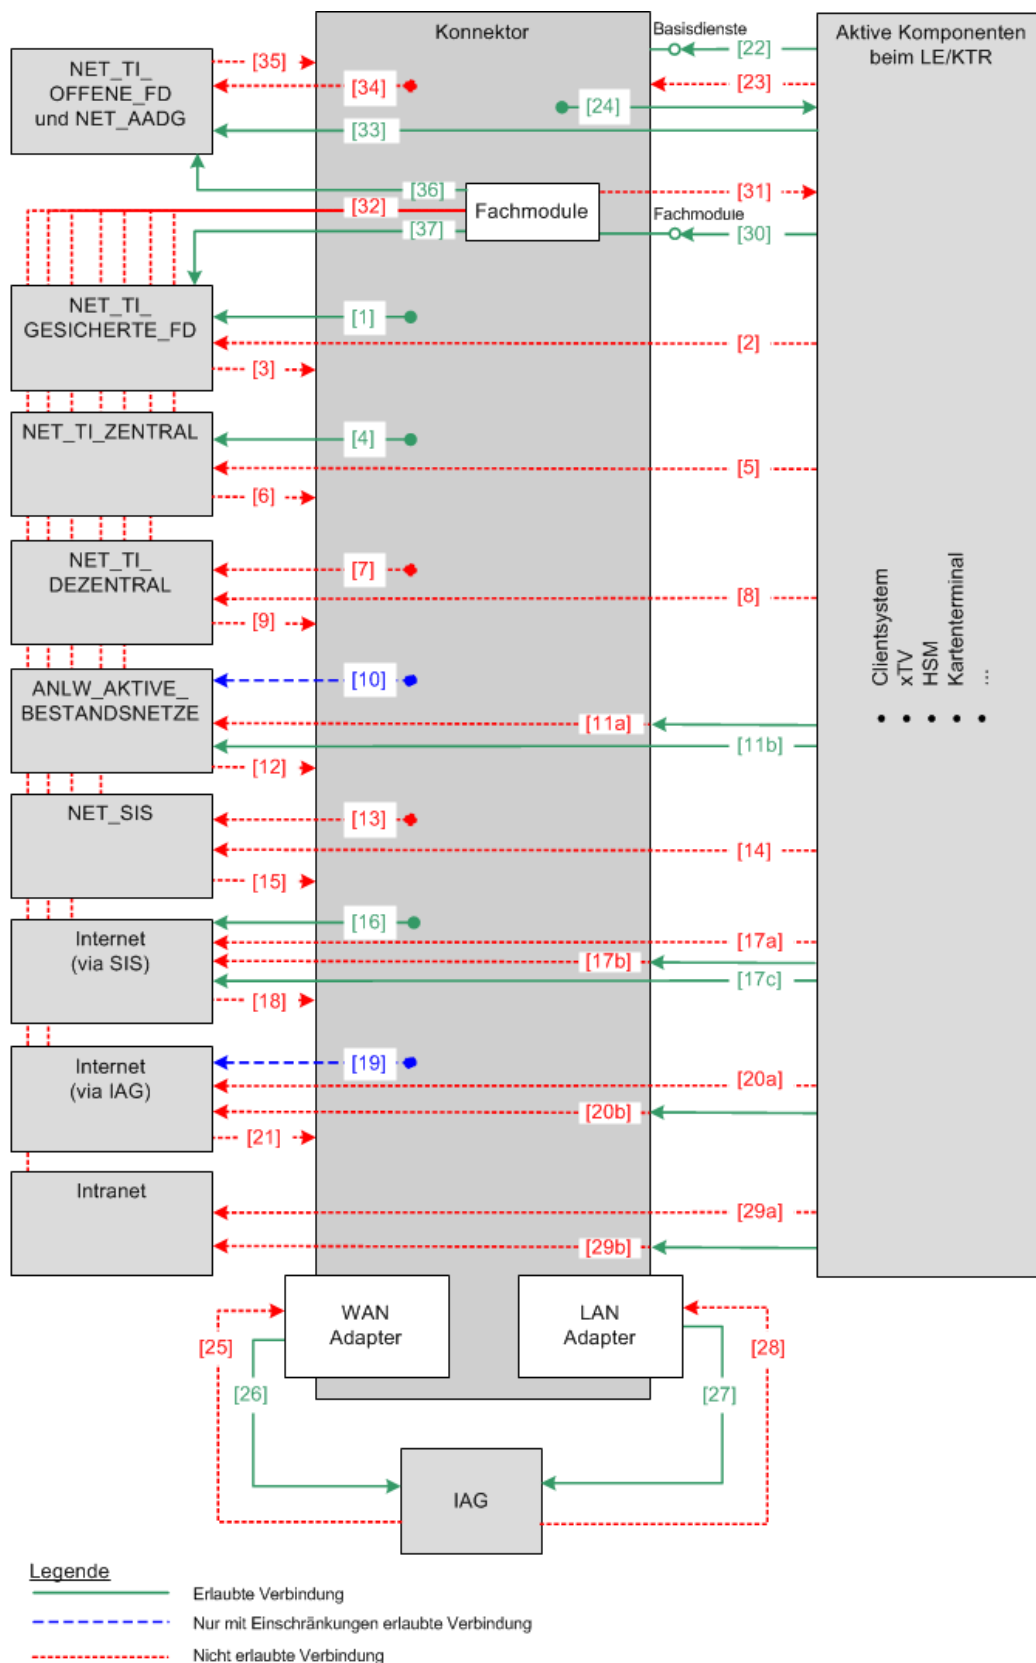 Konnektor
Aktive Komponenten
beim LE/KTR
Basisdienste
[22]
[23]
[24]
NET_TI_
OFFENE_FD
und NET_AADG
[35]
[34]
[33]
[36]
[32]
[37]
Fachmodule
[31]
Fachmodule
[30]
NET_TI_
GESICHERTE_FD
[1]
[2]
[3]
NET_TI_ZENTRAL
[4]
[5]
[6]
NET_TI_
DEZENTRAL
[7]
[8]
[9]
Clientsystem
xTV
HSM
Kartenterminal
...
ANLW_AKTIVE_
BESTANDSNETZE
[10]
[11a]
[11b]
[12]
NET_SIS
[13]
[14]
[15]
Internet
(via SIS)
[16]
[17a]
[17b]
[17c]
[18]
Internet
(via IAG)
[19]
[20a]
[20b]
[21]
Intranet
[29a]
[29b]
WAN
Adapter
LAN
Adapter
[25]
[26]
[27]
[28]
IAG
Legende
Erlaubte Verbindung
Nur mit Einschränkungen erlaubte Verbindung
Nicht erlaubte Verbindung